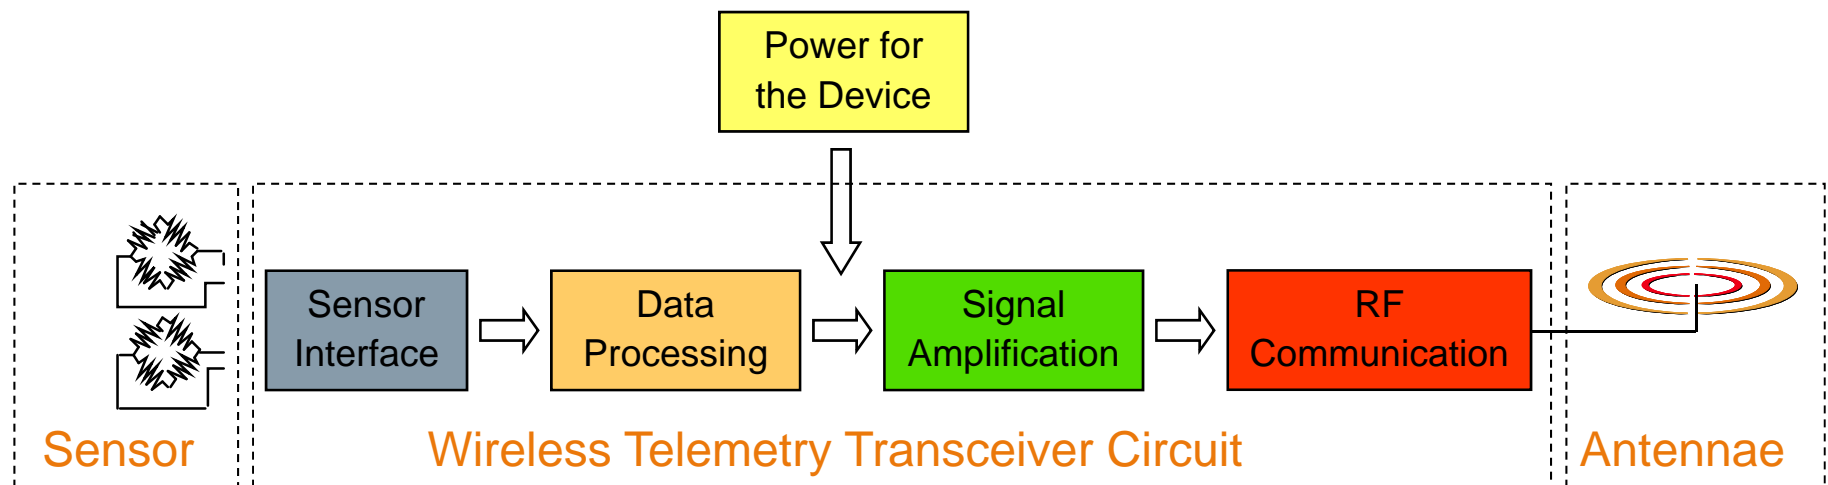 Power for
the Device
Sensor
Interface
Data
Processing
Signal
Amplification
RF
Communication
Sensor
Wireless Telemetry Transceiver Circuit
Antennae